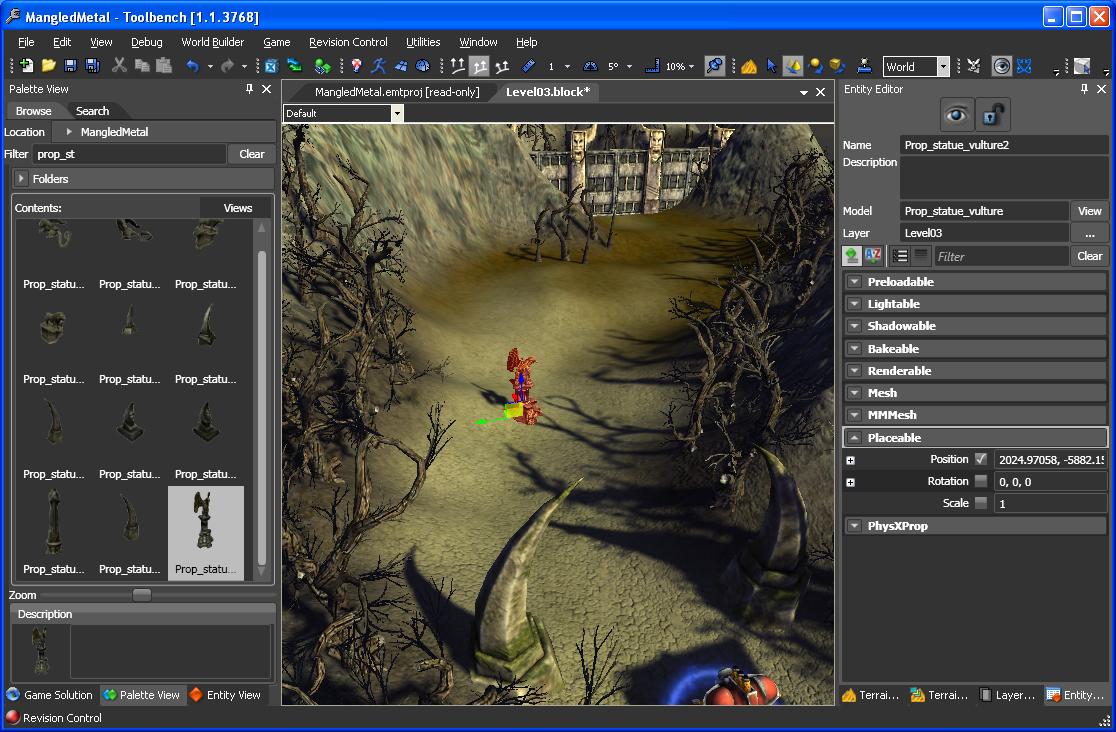 MangledMetal - Toolbench [1.1.3768]
File Edit View Debug World Builder Game Revision Control Utilities Window Help
1 5° 10% World
Palette View
Browse Search
Location MangledMetal
Filter prop_st Clear
Folders
Contents: Views
Prop_statu... Prop_statu... Prop_statu...
Prop_statu... Prop_statu... Prop_statu...
Prop_statu... Prop_statu... Prop_statu...
Prop_statu... Prop_statu... Prop_statu...
Zoom
Description
Game Solution Palette View Entity View
Revision Control
MangledMetal.emtproj [read-only] Level03.block*
Default
Entity Editor
Name Prop_statue_vulture2
Description
Model Prop_statue_vulture View
Layer Level03 ...
AZ Filter Clear
Preloadable
Lightable
Shadowable
Bakeable
Renderable
Mesh
MMMesh
Placeable
Position 2024.97058, -5882.15
Rotation 0, 0, 0
Scale 1
PhysXProp
Terrai... Terrai... Layer... Entity...